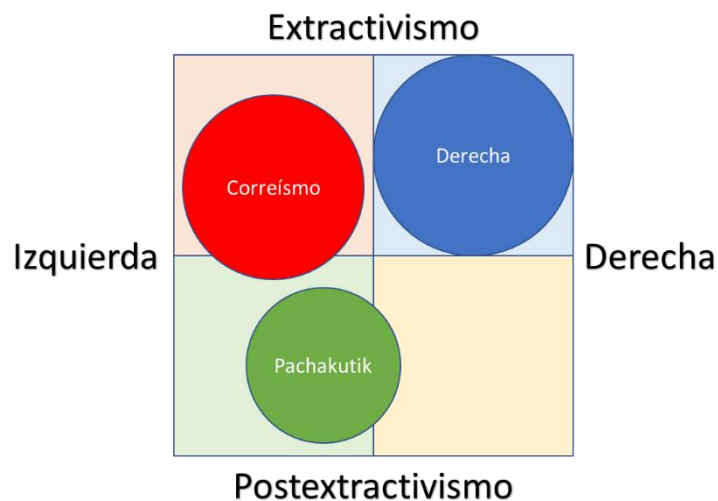 Extractivismo
Derecha
Correísmo
Izquierda
Derecha
Pachakutik
Postextractivismo